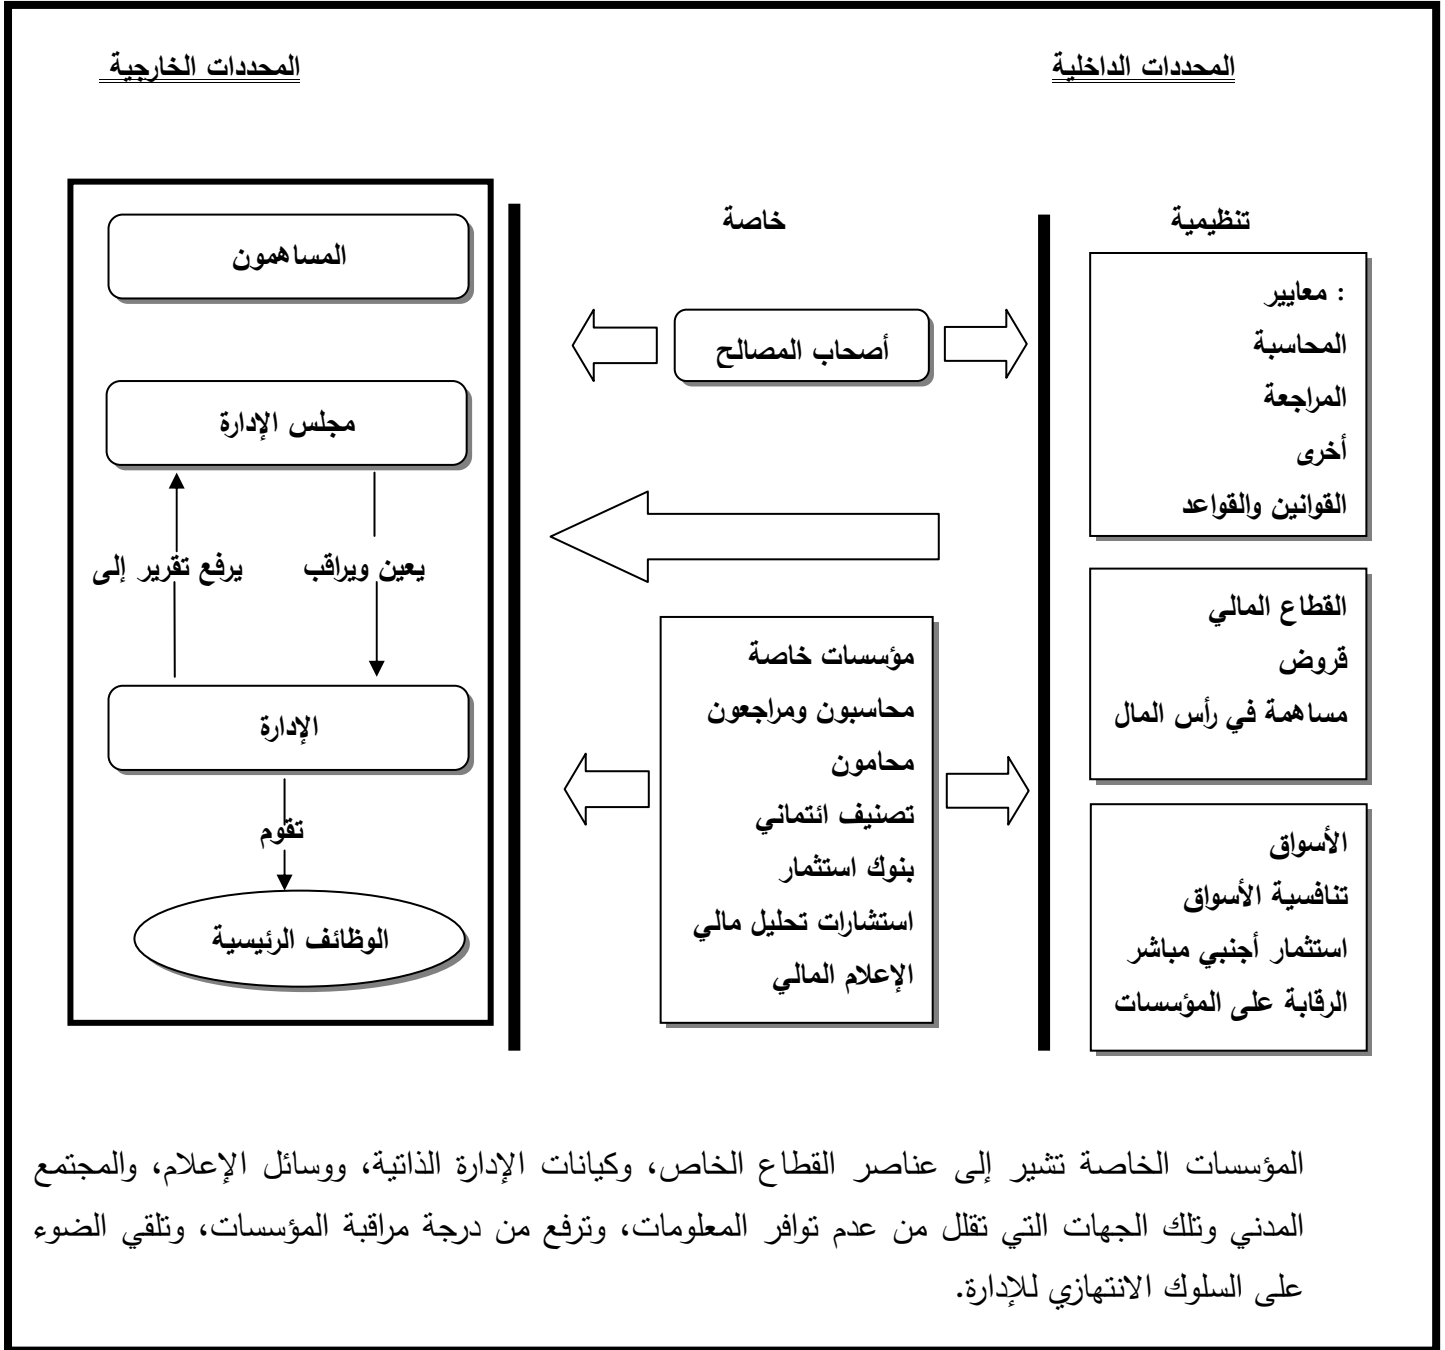 المحددات الداخلية
المحددات الخارجية
تنظيمية
: معايير
المحاسبة
المراجعة
أخرى
القوانين والقواعد
القطاع المالي
قروض
مساهمة في رأس المال
الأسواق
تنافسية الأسواق
استثمار أجنبي مباشر
الرقابة على المؤسسات
خاصة
أصحاب المصالح
مؤسسات خاصة
محاسبون ومراجعون
محامون
تصنيف ائتماني
بنوك استثمار
استشارات تحليل مالي
الإعلام المالي
المساهمون
مجلس الإدارة
يعين ويراقب
يرفع تقرير إلى
الإدارة
تقوم
الوظائف الرئيسية
المؤسسات الخاصة تشير إلى عناصر القطاع الخاص، وكيانات الإدارة الذاتية، ووسائل الإعلام، والمجتمع
المدني وتلك الجهات التي تقلل من عدم توافر المعلومات، وترفع من درجة مراقبة المؤسسات، وتلقي الضوء
على السلوك الانتهازي للإدارة.